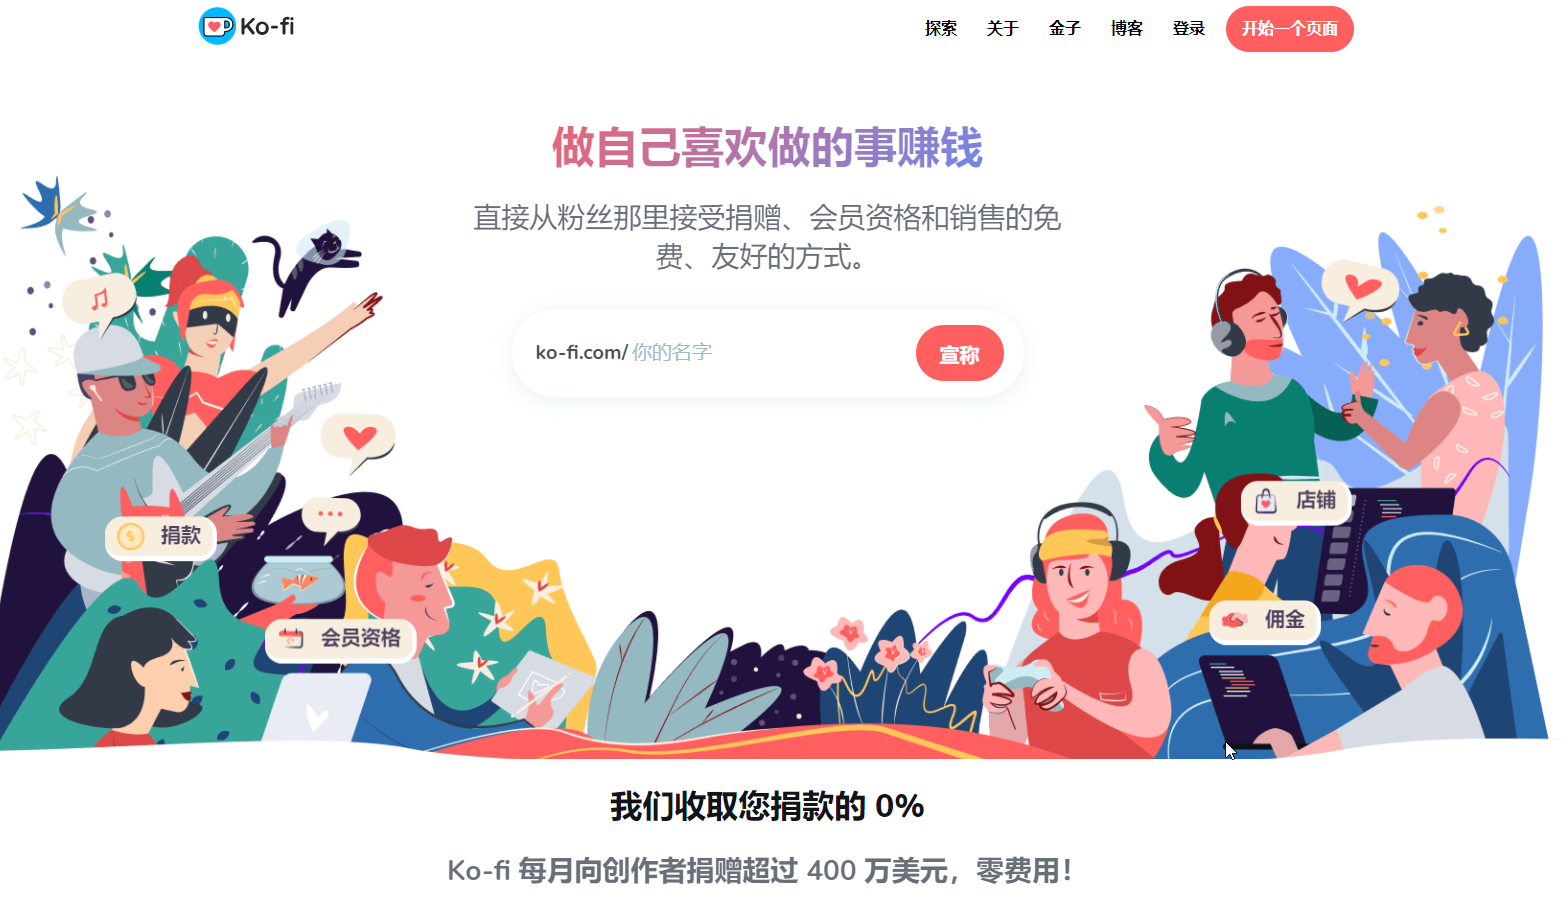 Ko-fi
探索 关于 金子 博客 登录 开始一个页面
做自己喜欢做的事赚钱
直接从粉丝那里接受捐赠、会员资格和销售的免
费、友好的方式。
ko-fi.com/ 你的名字 宣称
店铺
捐款
佣金
会员资格
我们收取您捐款的 0%
Ko-fi 每月向创作者捐赠超过 400 万美元，零费用！